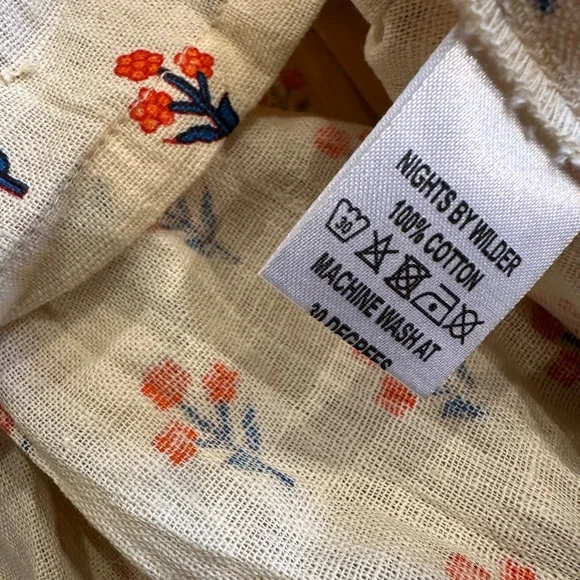 NIGHTS BY WILDER
100% COTTON
30
MACHINE WASH AT
30 DEGREES